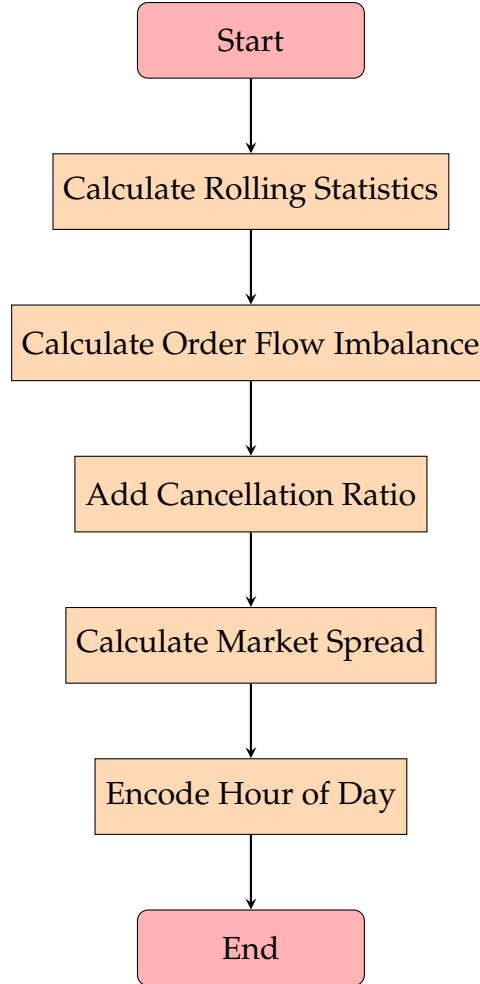 Start
Calculate Rolling Statistics
Calculate Order Flow Imbalance
Add Cancellation Ratio
Calculate Market Spread
Encode Hour of Day
End